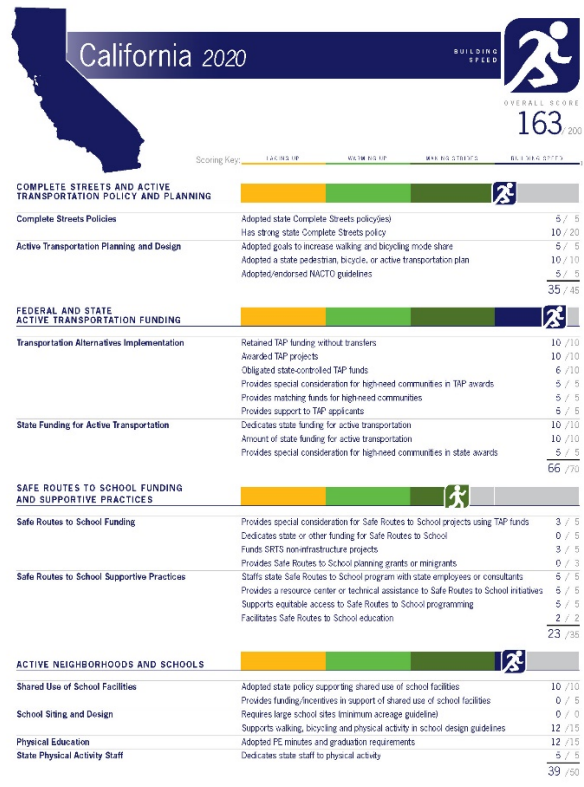 California 2020
BUILDING
SPEED
OVERALL SCORE
163/200
Scoring Key: LACING UP WARMING UP MAKING STRIDES BUILDING SPEED
COMPLETE STREETS AND ACTIVE
TRANSPORTATION POLICY AND PLANNING
Complete Streets Policies Adopted state Complete Streets policy(ies) 5 / 5
Has strong state Complete Streets policy 10 / 20
Active Transportation Planning and Design Adopted goals to increase walking and bicycling mode share 5 / 5
Adopted a state pedestrian, bicycle, or active transportation plan 10 / 10
Adopted/endorsed NACTO guidelines 5 / 5
35 / 45
FEDERAL AND STATE
ACTIVE TRANSPORTATION FUNDING
Transportation Alternatives Implementation Retained TAP funding without transfers 10 / 10
Awarded TAP projects 10 / 10
Obligated state-controlled TAP funds 6 / 10
Provides special consideration for high-need communities in TAP awards 5 / 5
Provides matching funds for high-need communities 5 / 5
Provides support to TAP applicants 5 / 5
State Funding for Active Transportation Dedicates state funding for active transportation 10 / 10
Amount of state funding for active transportation 10 / 10
Provides special consideration for high-need communities in state awards 5 / 5
66 / 70
SAFE ROUTES TO SCHOOL FUNDING
AND SUPPORTIVE PRACTICES
Safe Routes to School Funding Provides special consideration for Safe Routes to School projects using TAP funds 3 / 5
Dedicates state or other funding for Safe Routes to School 0 / 5
Funds SRTS non-infrastructure projects 3 / 5
Provides Safe Routes to School planning grants or minigrants 0 / 3
Safe Routes to School Supportive Practices Staffs state Safe Routes to School program with state employees or consultants 5 / 5
Provides a resource center or technical assistance to Safe Routes to School initiatives 5 / 5
Supports equitable access to Safe Routes to School programming 5 / 5
Facilitates Safe Routes to School education 2 / 2
23 / 35
ACTIVE NEIGHBORHOODS AND SCHOOLS
Shared Use of School Facilities Adopted state policy supporting shared use of school facilities 10 / 10
Provides funding/incentives in support of shared use of school facilities 0 / 5
School Siting and Design Requires large school sites (minimum acreage guideline) 0 / 0
Supports walking, bicycling and physical activity in school design guidelines 12 / 15
Physical Education Adopted PE minutes and graduation requirements 12 / 15
State Physical Activity Staff Dedicates state staff to physical activity 5 / 5
39 / 50